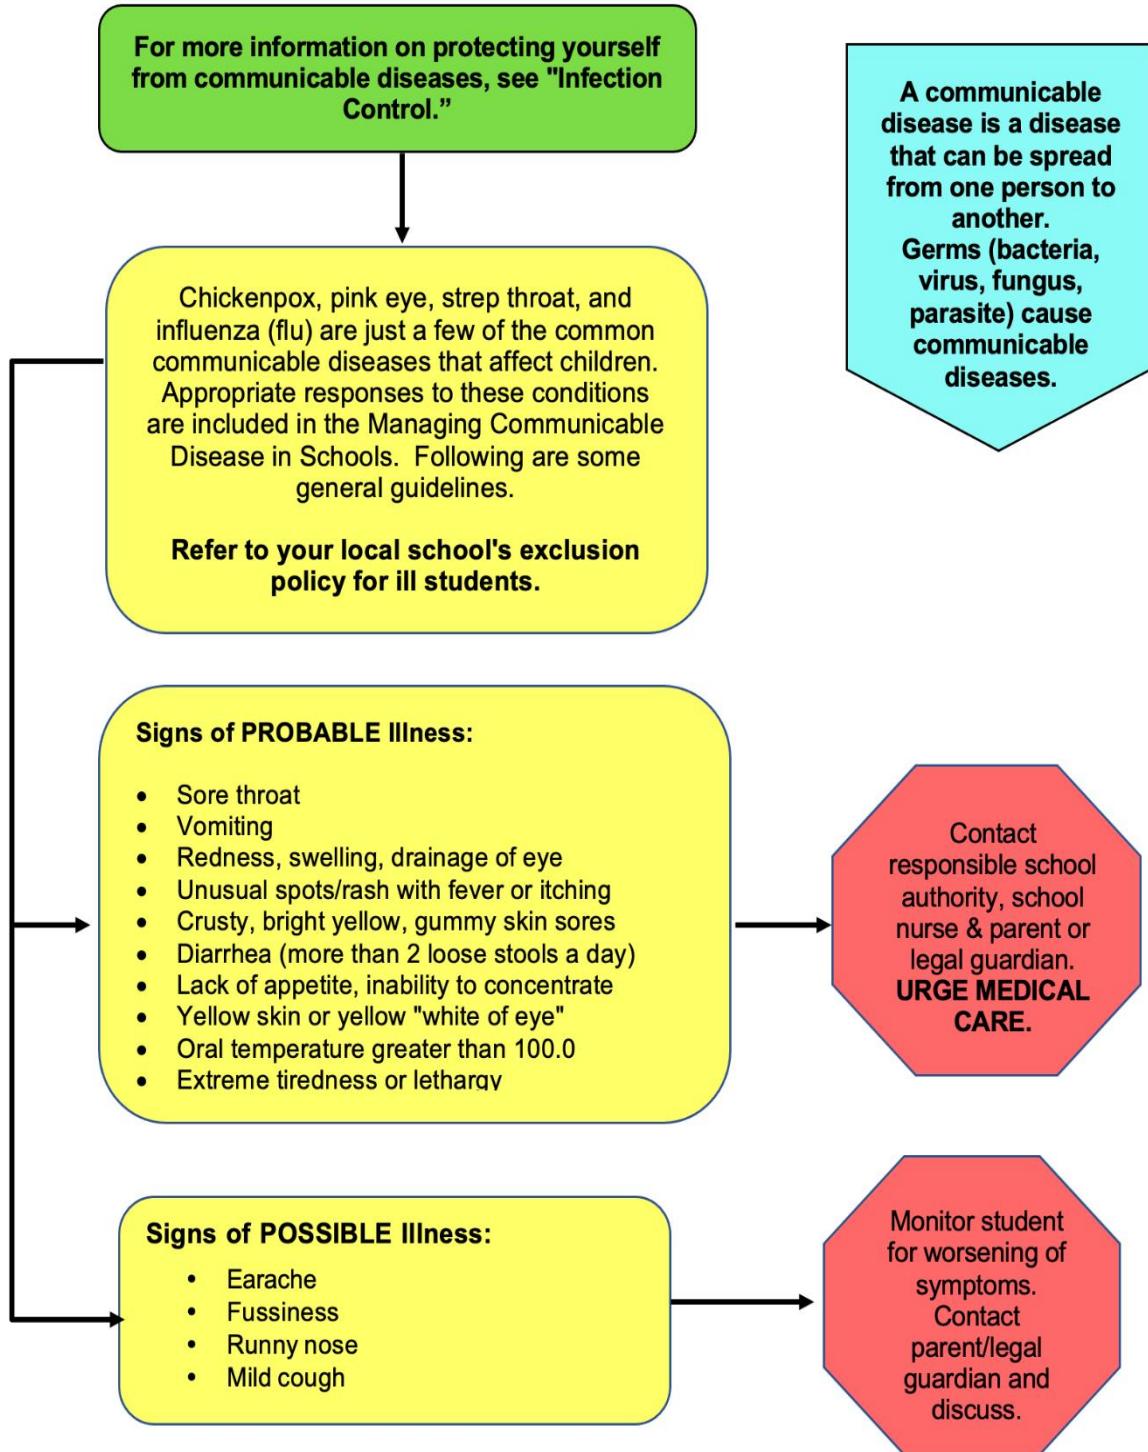 For more information on protecting yourself
from communicable diseases, see "Infection
Control.”
A communicable
disease is a disease
that can be spread
from one person to
another.
Germs (bacteria,
virus, fungus,
parasite) cause
communicable
diseases.
Chickenpox, pink eye, strep throat, and
influenza (flu) are just a few of the common
communicable diseases that affect children.
Appropriate responses to these conditions
are included in the Managing Communicable
Disease in Schools.  Following are some
general guidelines.
Refer to your local school's exclusion
policy for ill students.
Signs of PROBABLE Illness:
• Sore throat
• Vomiting
• Redness, swelling, drainage of eye
• Unusual spots/rash with fever or itching
• Crusty, bright yellow, gummy skin sores
• Diarrhea (more than 2 loose stools a day)
• Lack of appetite, inability to concentrate
• Yellow skin or yellow "white of eye"
• Oral temperature greater than 100.0
• Extreme tiredness or lethargy
Contact
responsible school
authority, school
nurse & parent or
legal guardian.
URGE MEDICAL
CARE.
Signs of POSSIBLE Illness:
• Earache
• Fussiness
• Runny nose
• Mild cough
Monitor student
for worsening of
symptoms.
Contact
parent/legal
guardian and
discuss.